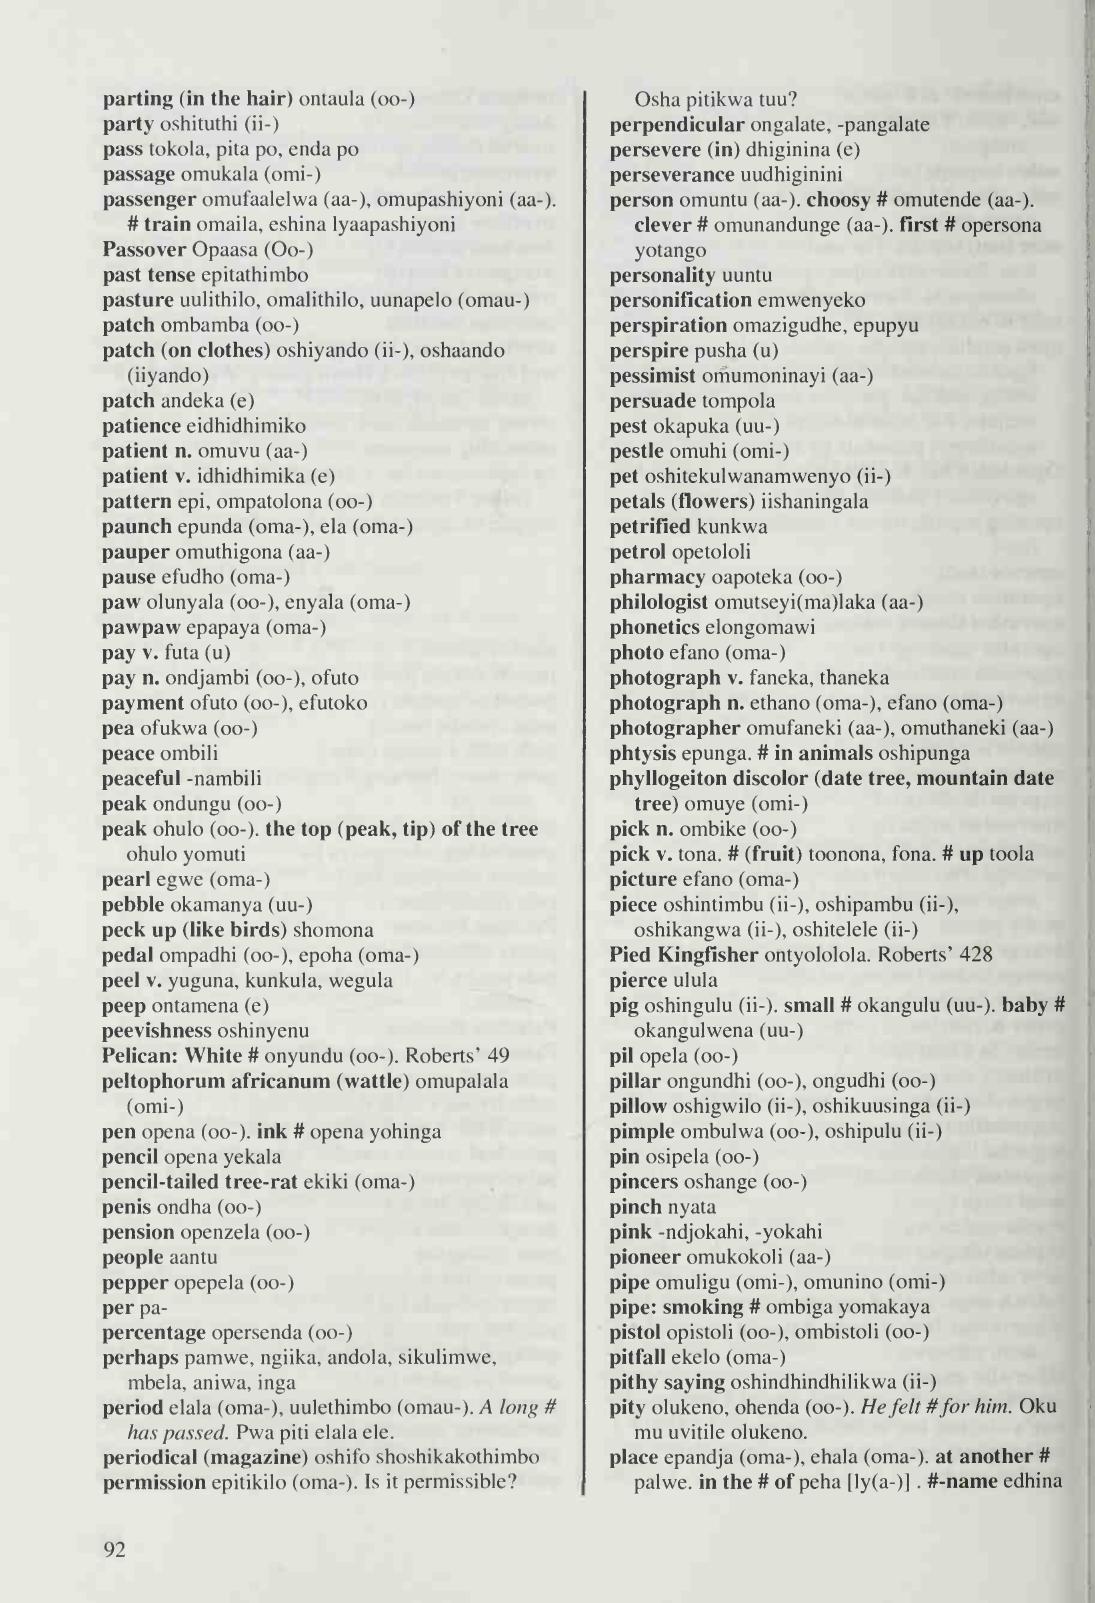 parting (in the hair) ontaula (oo-)
party oshituthi (ii-)
pass tokola, pita po, enda po
passage omukala (omi-)
passenger omufaalelwa (aa-), omupashiyoni (aa-).
# train omaila, eshina lyaapashiyoni
Passover Opaasa (Oo-)
past tense epitathimbo
pasture uulithilo, omalithilo, uunapelo (omau-)
patch ombamba (oo-)
patch (on clothes) oshiyando (ii-), oshaando
(iiyando)
patch andeka (e)
patience eidhidhimiko
patient n. omuvu (aa-)
patient v. idhidhimika (e)
pattern epi, ompatolona (oo-)
paunch epunda (oma-), ela (oma-)
pauper omuthigona (aa-)
pause efudho (oma-)
paw olunyala (oo-), enyala (oma-)
pawpaw epapaya (oma-)
pay v. futa (u)
pay n. ondjambi (oo-), ofuto
payment ofuto (oo-), efutoko
pea ofukwa (oo-)
peace ombili
peaceful -nambili
peak ondungu (oo-)
peak ohulo (oo-). the top (peak, tip) of the tree
ohulo yomuti
pearl egwe (oma-)
pebble okamanya (uu-)
peck up (like birds) shomona
pedal ompadhi (oo-), epoha (oma-)
peel v. yuguna, kunkula, wegula
peep ontamena (e)
peevishness oshinyenu
Pelican: White # onyundu (oo-). Roberts' 49
peltophorum africanum (wattle) omupalala
(omi-)
pen opena (oo-). ink # opena yohinga
pencil opena yekala
pencil-tailed tree-rat ekiki (oma-)
penis ondha (oo-)
pension openzela (oo-)
people aantu
pepper opepela (oo-)
per pa-
percentage opersenda (oo-)
perhaps pamwe, ngiika, andola, sikulimwe,
mbela, aniwa, inga
period elala (oma-), uulethimbo (omau-). A long #
has passed. Pwa piti elala ele.
periodical (magazine) oshifo shoshikakothimbo
permission epitikilo (oma-). Is it permissible?
Osha pitikwa tuu?
perpendicular ongalate, -pangalate
persevere (in) dhiginina (e)
perseverance uudhiginini
person omuntu (aa-). choosy # omutende (aa-).
clever # omunandunge (aa-). first # opersona
yotango
personality uuntu
personification emwenyeko
perspiration omazigudhe, epupyu
perspire pusha (u)
pessimist omumoninayi (aa-)
persuade tompola
pest okapuka (uu-)
pestle omuhi (omi-)
pet oshitekulwanamwenyo (ii-)
petals (flowers) iishaningala
petrified kunkwa
petrol opetololi
pharmacy oapoteka (oo-)
philologist omutseyi(ma)laka (aa-)
phonetics elongomawi
photo efano (oma-)
photograph v. faneka, thaneka
photograph n. ethano (oma-), efano (oma-)
photographer omufaneki (aa-), omuthaneki (aa-)
phtysis epunga. # in animals oshipunga
phyllogeiton discolor (date tree, mountain date
tree) omuye (omi-)
pick n. ombike (oo-)
pick v. tona. # (fruit) toonona, fona. # up toola
picture efano (oma-)
piece oshintimbu (ii-), oshipambu (ii-),
oshikangwa (ii-), oshitelele (ii-)
Pied Kingfisher ontyololola. Roberts' 428
pierce ulula
pig oshingulu (ii-). small # okangulu (uu-). baby #
okangulwena (uu-)
pil opela (oo-)
pillar ongundhi (oo-), ongudhi (oo-)
pillow oshigwilo (ii-), oshikuusinga (ii-)
pimple ombulwa (oo-), oshipulu (ii-)
pin osipela (oo-)
pincers oshange (oo-)
pinch nyata
pink -ndjokahi, -yokahi
pioneer omukokoli (aa-)
pipe omuligu (omi-), omunino (omi-)
pipe: smoking # ombiga yomakaya
pistol opistoli (oo-), ombistoli (oo-)
pitfall ekelo (oma-)
pithy saying oshindhindhilikwa (ii-)
pity olukeno, ohenda (oo-). He felt # for him. Oku
mu uvitile olukeno.
place epandja (oma-), ehala (oma-). at another #
palwe. in the # of peha [ly(a-)] . #-name edhina
92